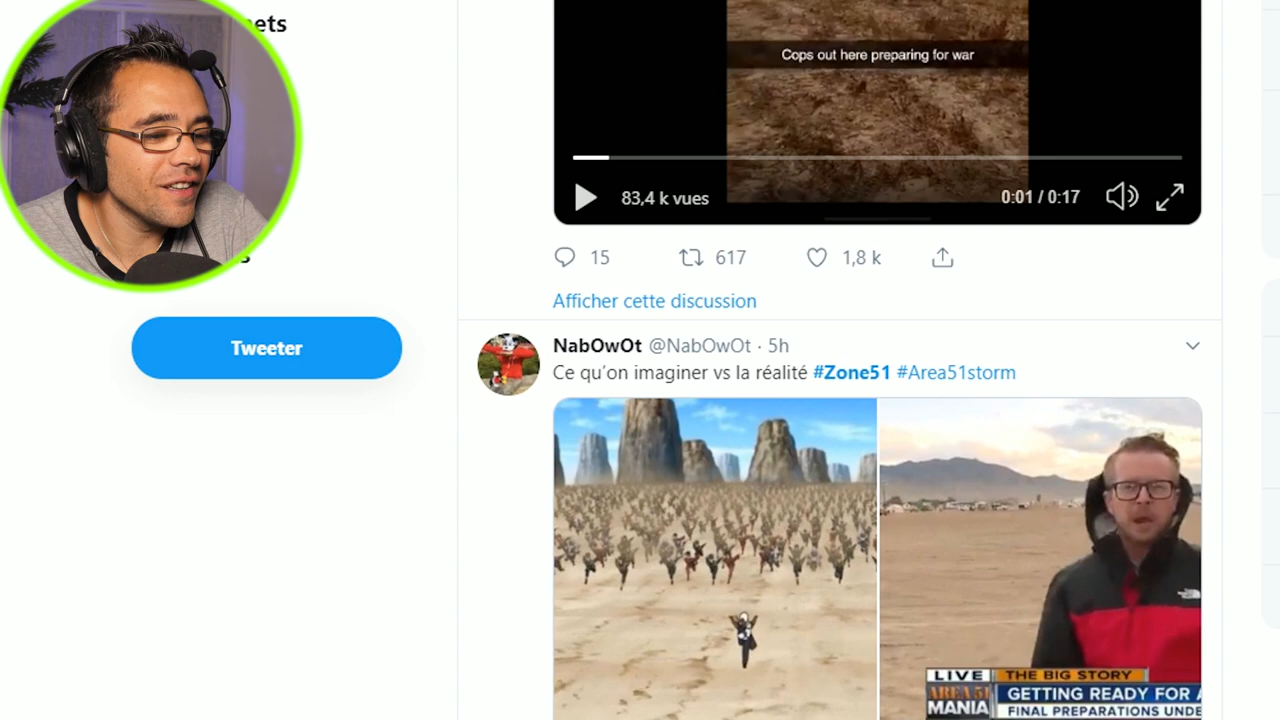 ets
Cops out here preparing for war
83,4 k vues
0:01 / 0:17
15
617
1,8 k
Afficher cette discussion
Tweeter
NabOwOt @NabOwOt · 5h
Ce qu'on imaginer vs la réalité #Zone51 #Area51storm
LIVE THE BIG STORY
AREA 51 GETTING READY FOR A
MANIA FINAL PREPARATIONS UNDE